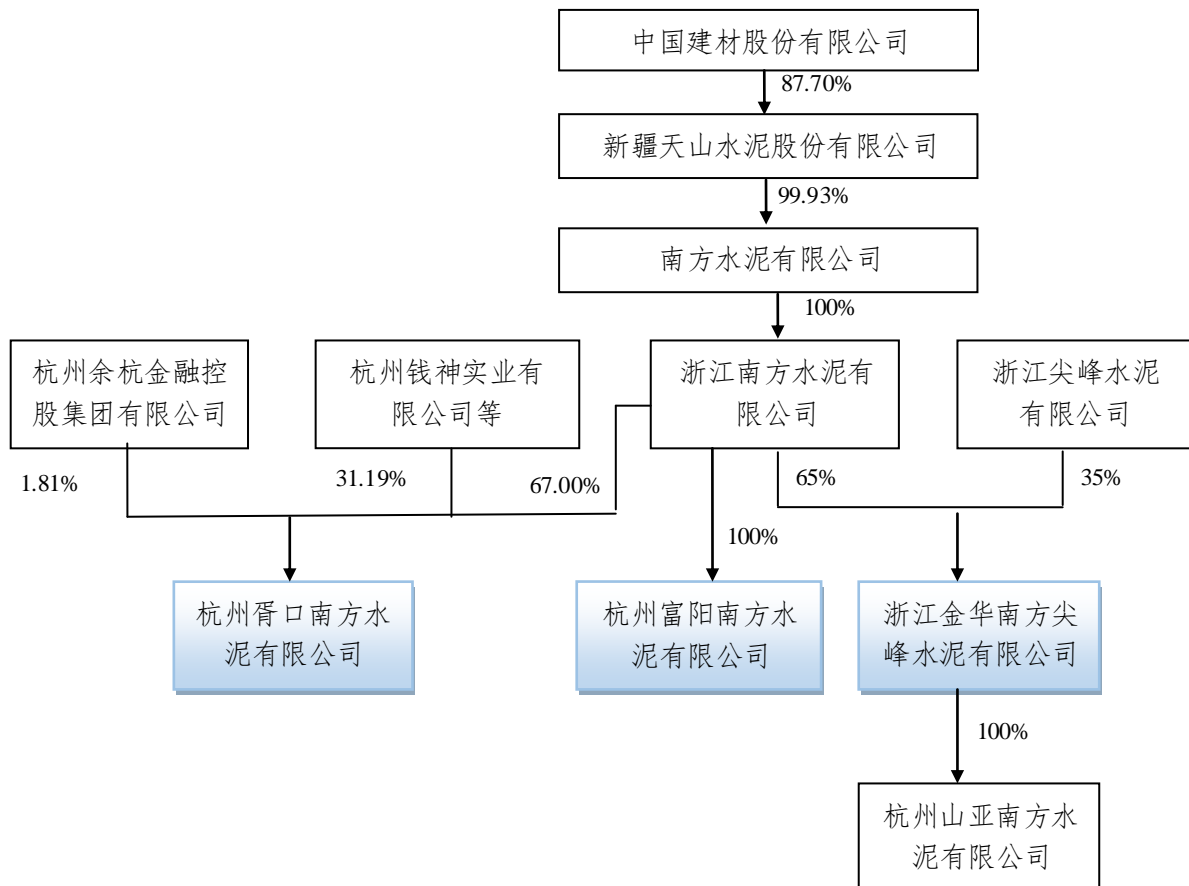 中国建材股份有限公司
87.70%
新疆天山水泥股份有限公司
99.93%
南方水泥有限公司
100%
杭州余杭金融控
股集团有限公司
杭州钱神实业有
限公司等
浙江南方水泥有
限公司
浙江尖峰水泥
有限公司
1.81%
31.19%
67.00%
65%
35%
100%
杭州胥口南方水
泥有限公司
杭州富阳南方水
泥有限公司
浙江金华南方尖
峰水泥有限公司
100%
杭州山亚南方水
泥有限公司